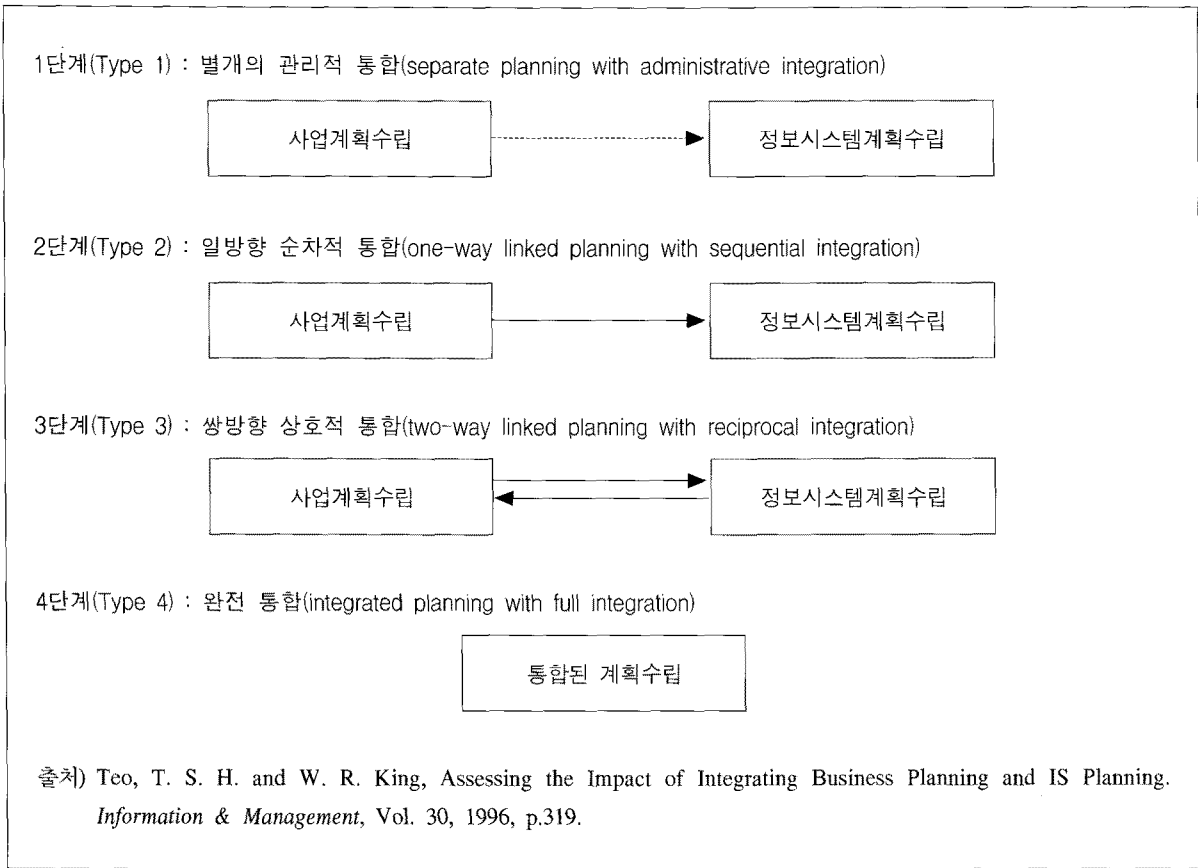 1단계(Type 1) : 별개의 관리적 통합(separate planning with administrative integration)
사업계획수립 정보시스템계획수립
2단계(Type 2) : 일방향 순차적 통합(one-way linked planning with sequential integration)
사업계획수립 정보시스템계획수립
3단계(Type 3) : 쌍방향 상호적 통합(two-way linked planning with reciprocal integration)
사업계획수립 정보시스템계획수립
4단계(Type 4) : 완전 통합(integrated planning with full integration)
통합된 계획수립
출처) Teo, T. S. H. and W. R. King, Assessing the Impact of Integrating Business Planning and IS Planning.
Information & Management, Vol. 30, 1996, p.319.